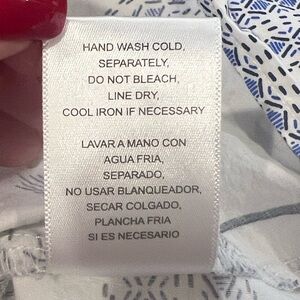 HAND WASH COLD,
SEPARATELY,
DO NOT BLEACH,
LINE DRY,
COOL IRON IF NECESSARY
LAVAR A MANO CON
AGUA FRIA,
SEPARADO,
NO USAR BLANQUEADOR,
SECAR COLGADO,
PLANCHA FRIA
SI ES NECESARIO